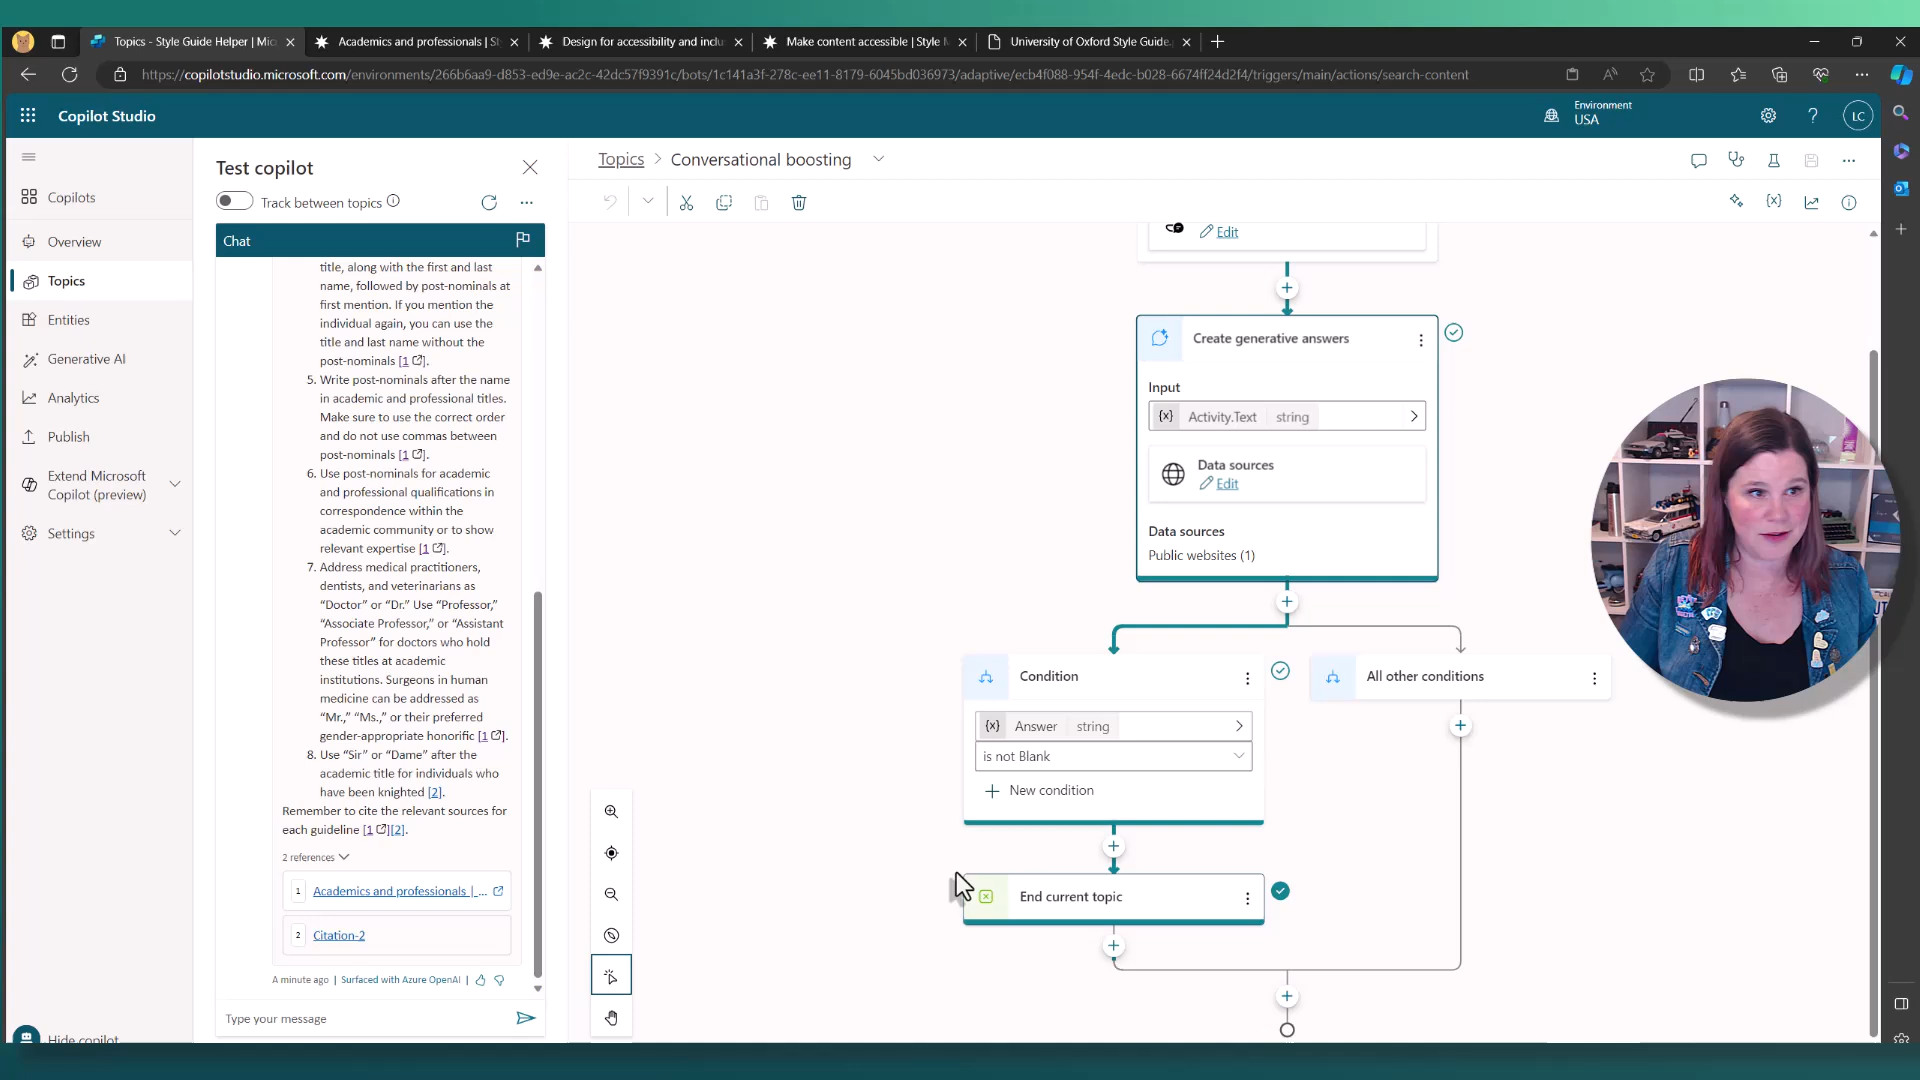 Topics - Style Guide Helper | Mic
Academics and professionals | St
Design for accessibility and inclu
Make content accessible | Style M
University of Oxford Style Guide.p
https://copilotstudio.microsoft.com/environments/266b6aa9-d853-ed9e-ac2c-42dc57f9391c/bots/1c141a3f-278c-ee11-8179-6045bd036973/adaptive/ecb4f088-954f-4edc-b028-6674ff24d2f4/triggers/main/actions/search-content
Copilot Studio
Environment
USA
LC
Copilots
Overview
Topics
Entities
Generative AI
Analytics
Publish
Extend Microsoft
Copilot (preview)
Settings
Hide copilot
Test copilot
Track between topics
Chat
title, along with the first and last
name, followed by post-nominals at
first mention. If you mention the
individual again, you can use the
title and last name without the
post-nominals [1].
5. Write post-nominals after the name
in academic and professional titles.
Make sure to use the correct order
and do not use commas between
post-nominals [1].
6. Use post-nominals for academic
and professional qualifications in
correspondence within the
academic community or to show
relevant expertise [1].
7. Address medical practitioners,
dentists, and veterinarians as
“Doctor” or “Dr.” Use “Professor,”
“Associate Professor,” or “Assistant
Professor” for doctors who hold
these titles at academic
institutions. Surgeons in human
medicine can be addressed as
“Mr.,” “Ms.,” or their preferred
gender-appropriate honorific [1].
8. Use “Sir” or “Dame” after the
academic title for individuals who
have been knighted [2].
Remember to cite the relevant sources for
each guideline [1][2].
2 references
1 Academics and professionals | ...
2 Citation-2
A minute ago | Surfaced with Azure OpenAI |
Type your message
Topics > Conversational boosting
Edit
Create generative answers
Input
{x} Activity.Text string
Data sources
Edit
Data sources
Public websites (1)
Condition
{x} Answer string
is not Blank
New condition
All other conditions
End current topic